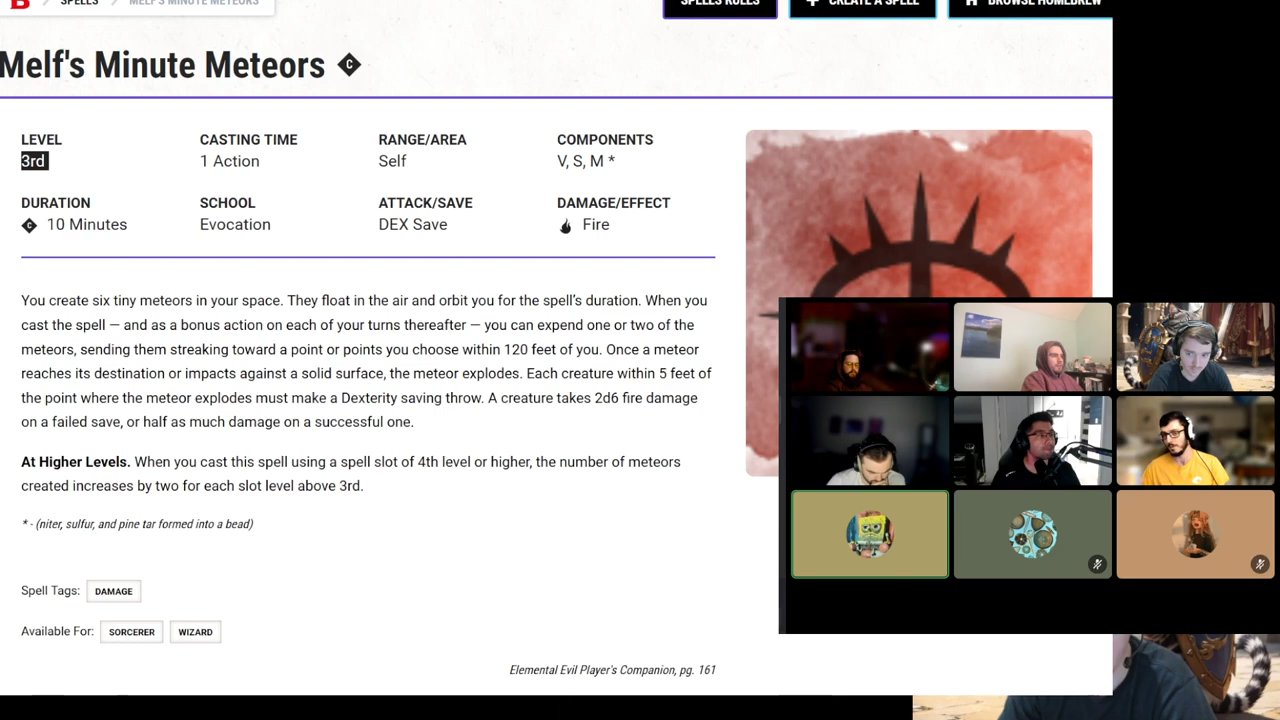 B SPELLS MELF'S MINUTE METEORS
SPELLS RULES
CREATE A SPELL
BROWSE HOMEBREW
Melf's Minute Meteors C
LEVEL
3rd
CASTING TIME
1 Action
RANGE/AREA
Self
COMPONENTS
V, S, M *
DURATION
C 10 Minutes
SCHOOL
Evocation
ATTACK/SAVE
DEX Save
DAMAGE/EFFECT
Fire
You create six tiny meteors in your space. They float in the air and orbit you for the spell's duration. When you
cast the spell — and as a bonus action on each of your turns thereafter — you can expend one or two of the
meteors, sending them streaking toward a point or points you choose within 120 feet of you. Once a meteor
reaches its destination or impacts against a solid surface, the meteor explodes. Each creature within 5 feet of
the point where the meteor explodes must make a Dexterity saving throw. A creature takes 2d6 fire damage
on a failed save, or half as much damage on a successful one.
At Higher Levels. When you cast this spell using a spell slot of 4th level or higher, the number of meteors
created increases by two for each slot level above 3rd.
* - (niter, sulfur, and pine tar formed into a bead)
Spell Tags: DAMAGE
Available For: SORCERER WIZARD
Elemental Evil Player's Companion, pg. 161